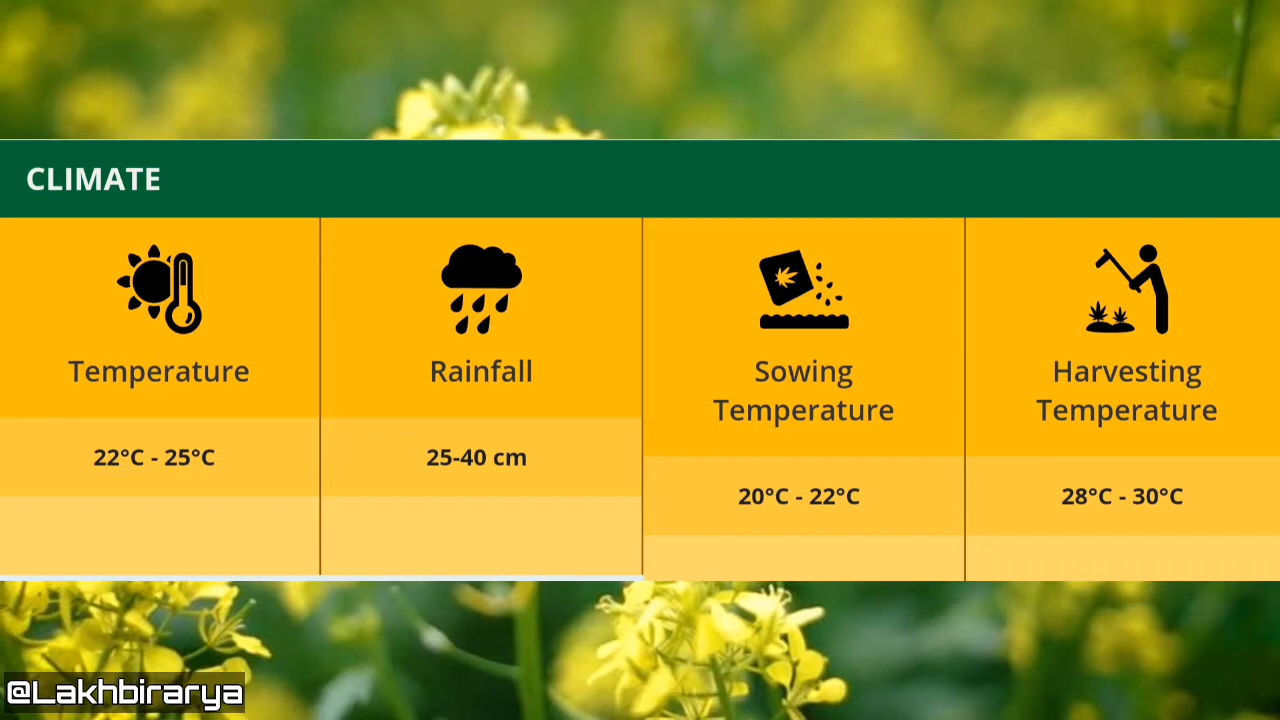 CLIMATE
Temperature
22°C - 25°C
Rainfall
25-40 cm
Sowing
Temperature
20°C - 22°C
Harvesting
Temperature
28°C - 30°C
@Lakhbirarya